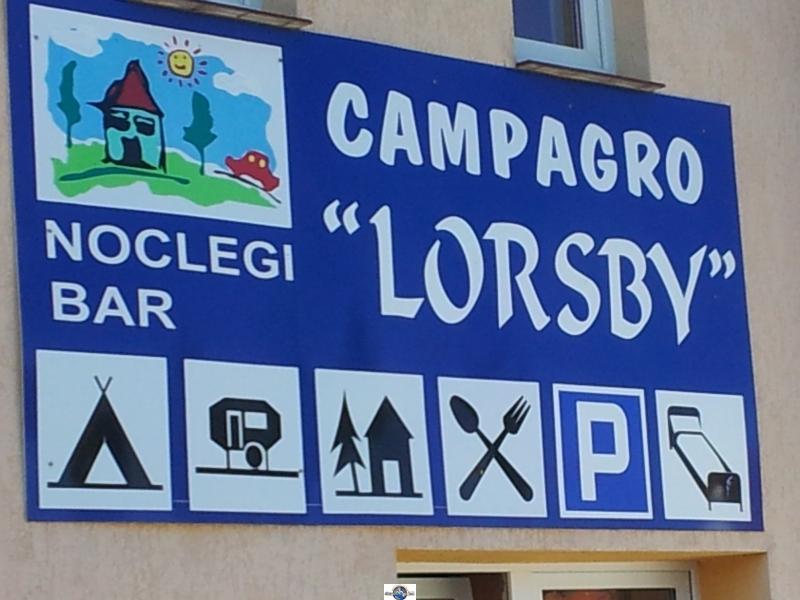 CAMPAGRO
"LORSBY"
NOCLEGI
BAR
P